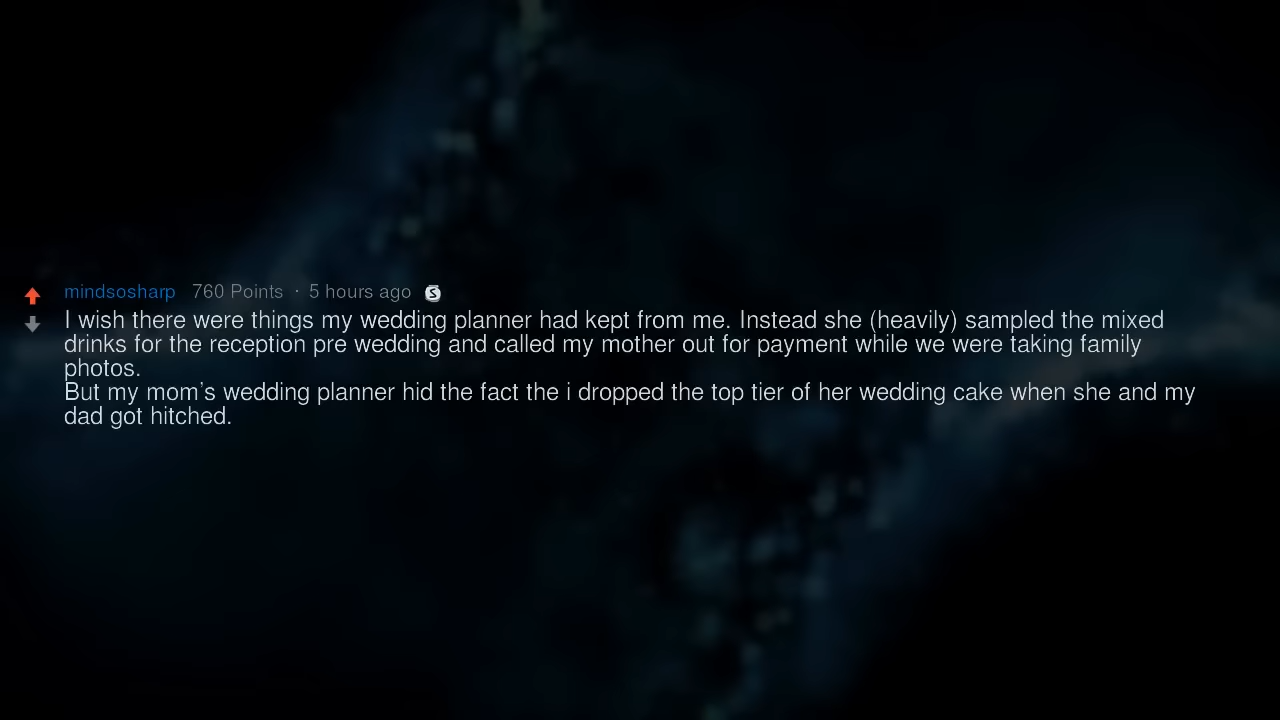 mindsosharp 760 Points · 5 hours ago S
I wish there were things my wedding planner had kept from me. Instead she (heavily) sampled the mixed
drinks for the reception pre wedding and called my mother out for payment while we were taking family
photos.
But my mom's wedding planner hid the fact the i dropped the top tier of her wedding cake when she and my
dad got hitched.